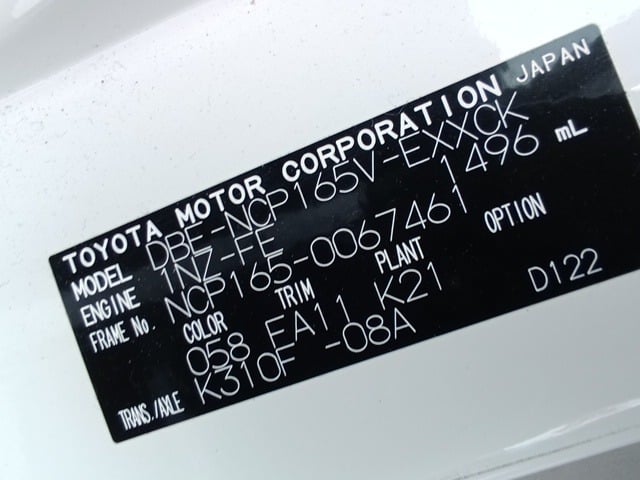 TOYOTA MOTOR CORPORATION JAPAN
MODEL DBE-NCP165V-EXXCK
ENGINE 1NZ-FE 1496 mL
FRAME No. NCP165-0067461
COLOR TRIM PLANT OPTION
058 FA11 K21 D122
TRANS./AXLE K310F -08A